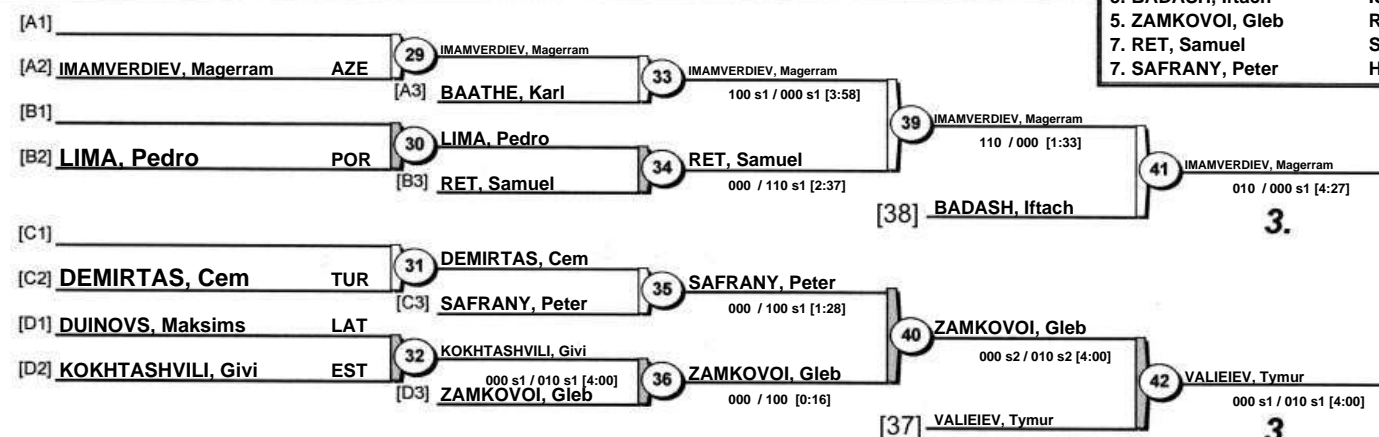 3. BADASH, Iftach
5. ZAMKOVOI, Gleb R
7. RET, Samuel S
7. SAFRANY, Peter H
[A1]
[A2] IMAMVERDIEV, Magerram AZE
29 IMAMVERDIEV, Magerram
[A3] BAATHE, Karl
33 IMAMVERDIEV, Magerram
100 s1 / 000 s1 [3:58]
[B1]
[B2] LIMA, Pedro POR
30 LIMA, Pedro
[B3] RET, Samuel
34 RET, Samuel
000 / 110 s1 [2:37]
39 IMAMVERDIEV, Magerram
110 / 000 [1:33]
[38] BADASH, Iftach
41 IMAMVERDIEV, Magerram
010 / 000 s1 [4:27]
3.
[C1]
[C2] DEMIRTAS, Cem TUR
31 DEMIRTAS, Cem
[C3] SAFRANY, Peter
35 SAFRANY, Peter
000 / 100 s1 [1:28]
[D1] DUINOVS, Maksims LAT
[D2] KOKHTASHVILI, Givi EST
32 KOKHTASHVILI, Givi
000 s1 / 010 s1 [4:00]
[D3] ZAMKOVOI, Gleb
36 ZAMKOVOI, Gleb
000 / 100 [0:16]
40 ZAMKOVOI, Gleb
000 s2 / 010 s2 [4:00]
[37] VALIEIEV, Tymur
42 VALIEIEV, Tymur
000 s1 / 010 s1 [4:00]
3